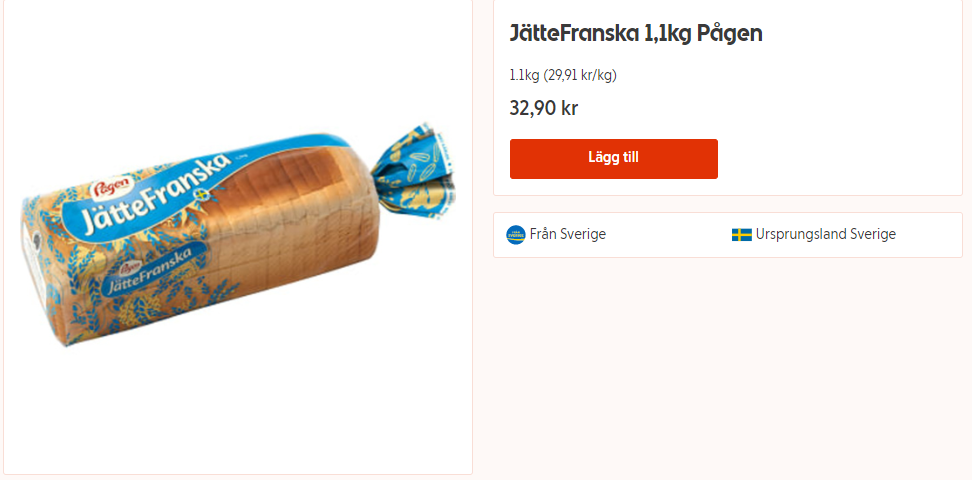 Pågen
JätteFranska
Pågen
JätteFranska
JätteFranska 1,1kg Pågen
1.1kg (29,91 kr/kg)
32,90 kr
Lägg till
Från Sverige
Ursprungsland Sverige